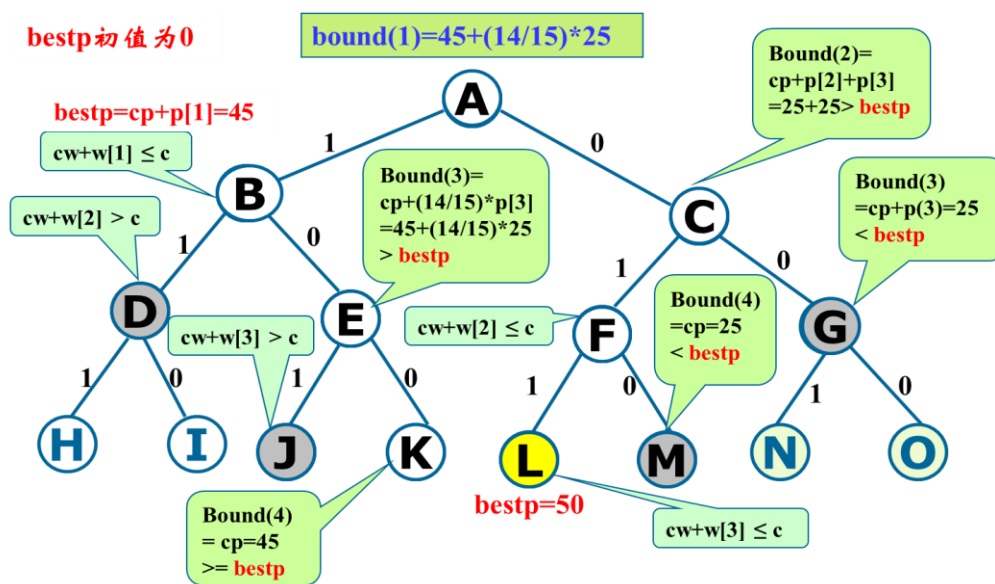 bestp初值为0
bound(1)=45+(14/15)*25
Bound(2)=
cp+p[2]+p[3]
=25+25> bestp
A
bestp=cp+p[1]=45
1
0
cw+w[1] ≤ c
B
Bound(3)=
cp+(14/15)*p[3]
=45+(14/15)*25
> bestp
Bound(3)
=cp+p(3)=25
< bestp
C
cw+w[2] > c
1
0
1
0
D
E
cw+w[2] ≤ c
F
Bound(4)
=cp=25
< bestp
G
cw+w[3] > c
1
0
1
0
1
0
1
0
H
I
J
K
L
M
N
O
Bound(4)
= cp=45
>= bestp
bestp=50
cw+w[3] ≤ c